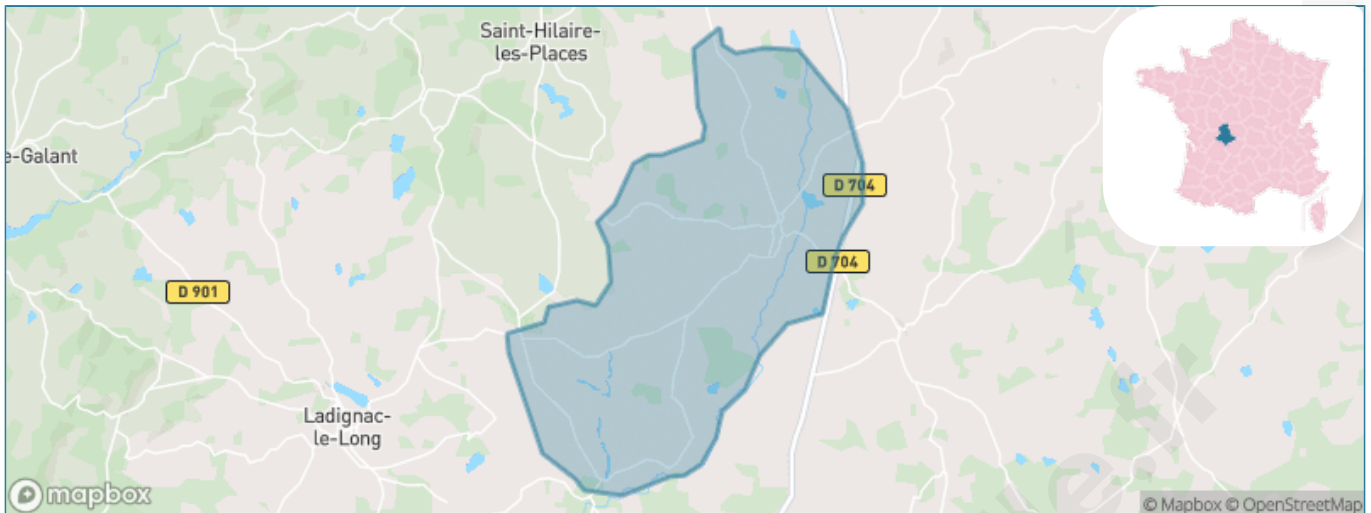 Saint-Hilaire-
les-Places
e-Galant
D 704
D 704
D 901
Ladignac-
le-Long
mapbox
© Mapbox © OpenStreetMap